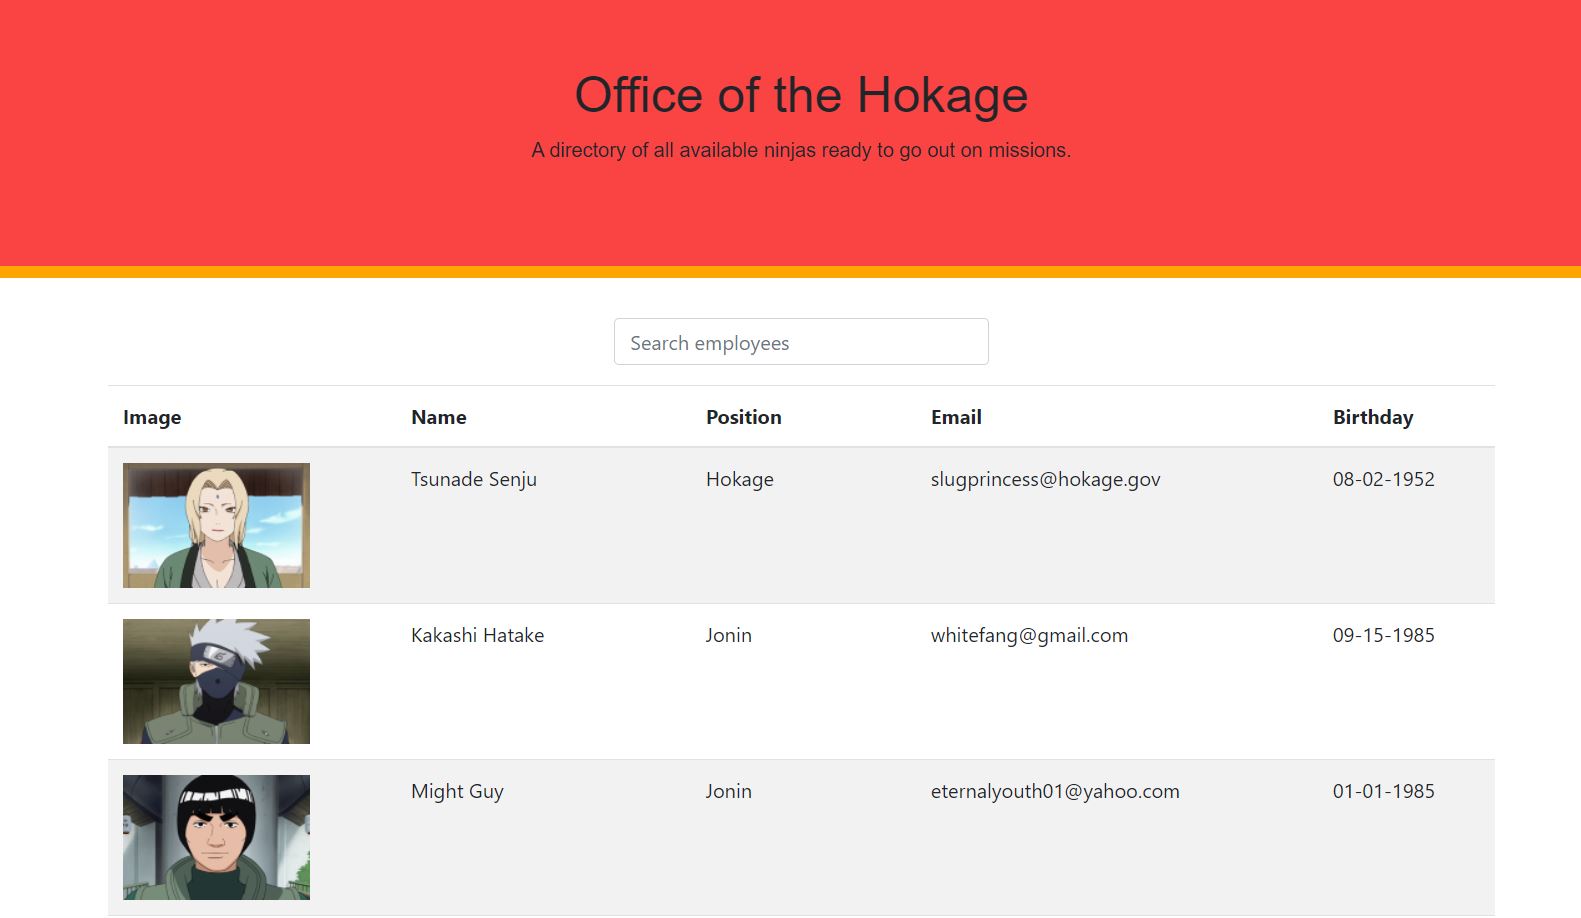 Office of the Hokage
A directory of all available ninjas ready to go out on missions.
Search employees
Image Name Position Email Birthday
Tsunade Senju Hokage slugprincess@hokage.gov 08-02-1952
Kakashi Hatake Jonin whitefang@gmail.com 09-15-1985
Might Guy Jonin eternalyouth01@yahoo.com 01-01-1985